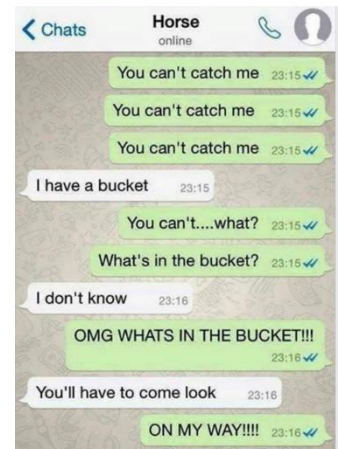 Chats
Horse
online
You can't catch me 23:15
You can't catch me 23:15
You can't catch me 23:15
I have a bucket 23:15
You can't....what? 23:15
What's in the bucket? 23:15
I don't know 23:16
OMG WHATS IN THE BUCKET!!!
23:16
You'll have to come look 23:16
ON MY WAY!!!! 23:16